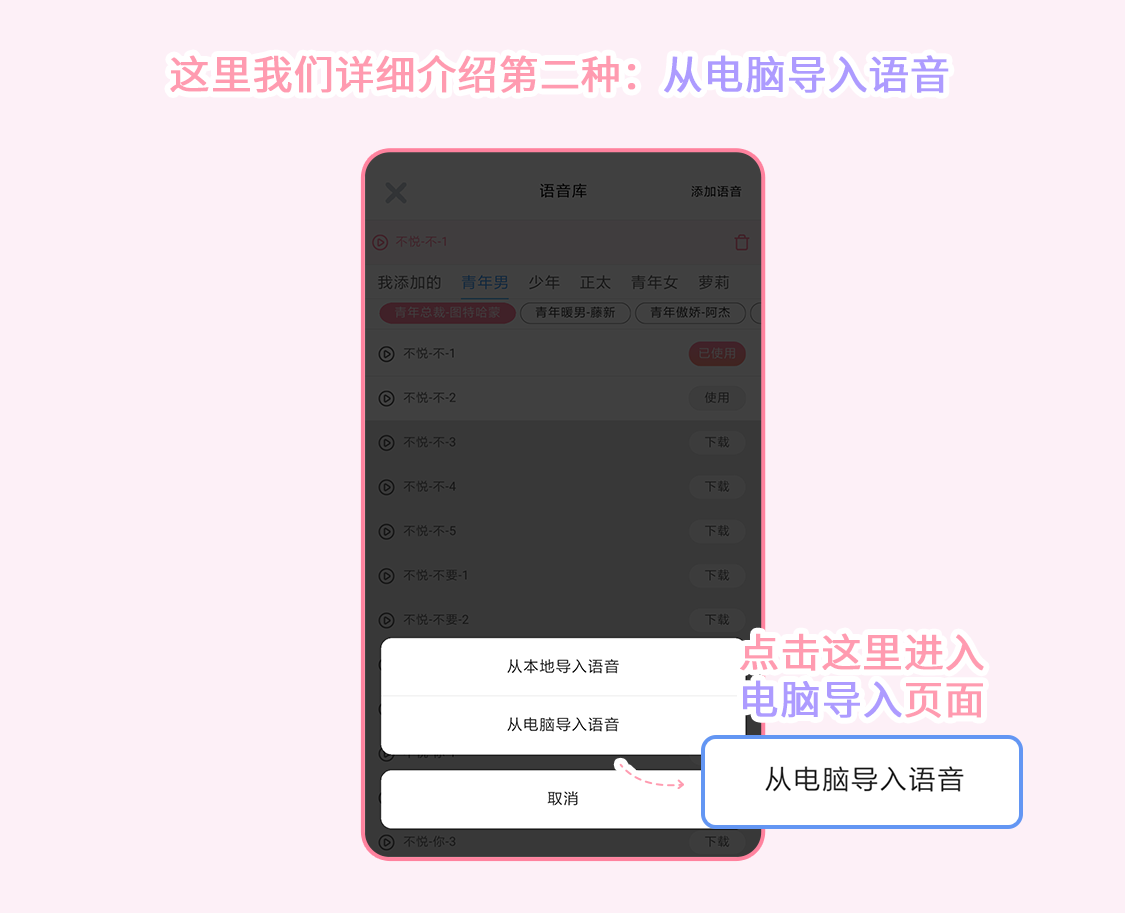 这里我们详细介绍第二种：从电脑导入语音
语音库
添加语音
不悦-不-1
我添加的 青年男 少年 正太 青年女 萝莉
青年总裁-图特哈蒙 青年暖男-藤新 青年傲娇-阿杰
不悦-不-1 已使用
不悦-不-2 使用
不悦-不-3 下载
不悦-不-4 下载
不悦-不-5 下载
不悦-不要-1 下载
不悦-不要-2 下载
从本地导入语音
点击这里进入
电脑导入页面
从电脑导入语音
从电脑导入语音
取消
不悦-你-3 下载